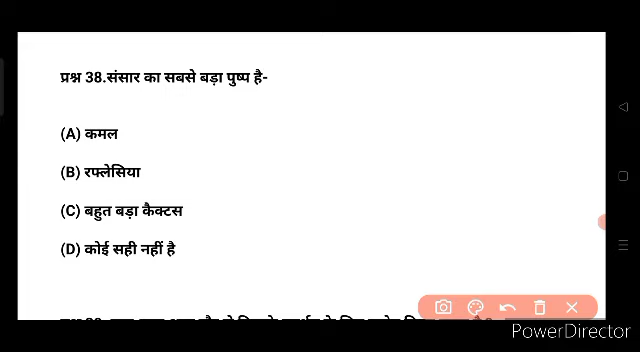 प्रश्न 38.संसार का सबसे बड़ा पुष्प है-
(A) कमल
(B) रफ्लेसिया
(C) बहुत बड़ा कैक्टस
(D) कोई सही नहीं है
PowerDirector